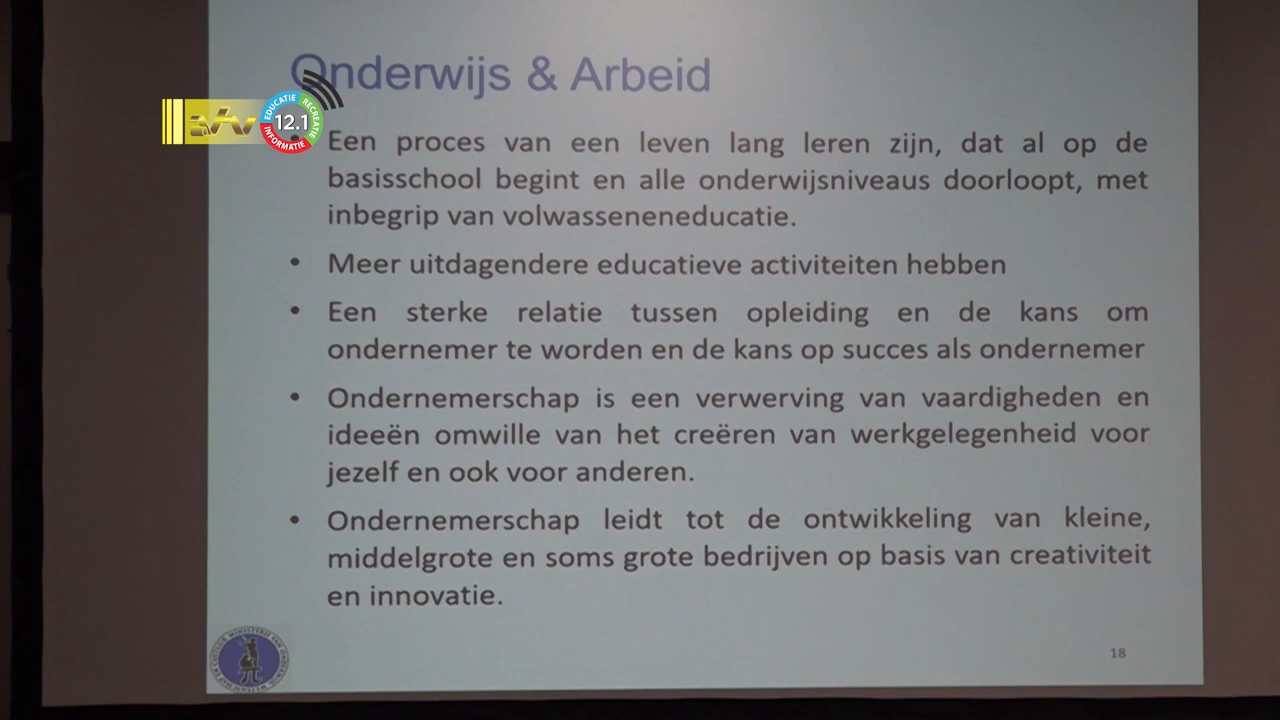 Onderwijs & Arbeid
EDUCATIE
RECREATIE
INFORMATIE
12.1
Een proces van een leven lang leren zijn, dat al op de
basisschool begint en alle onderwijsniveaus doorloopt, met
inbegrip van volwasseneneducatie.
• Meer uitdagendere educatieve activiteiten hebben
• Een sterke relatie tussen opleiding en de kans om
ondernemer te worden en de kans op succes als ondernemer
• Ondernemerschap is een verwerving van vaardigheden en
ideeën omwille van het creëren van werkgelegenheid voor
jezelf en ook voor anderen.
• Ondernemerschap leidt tot de ontwikkeling van kleine,
middelgrote en soms grote bedrijven op basis van creativiteit
en innovatie.
18